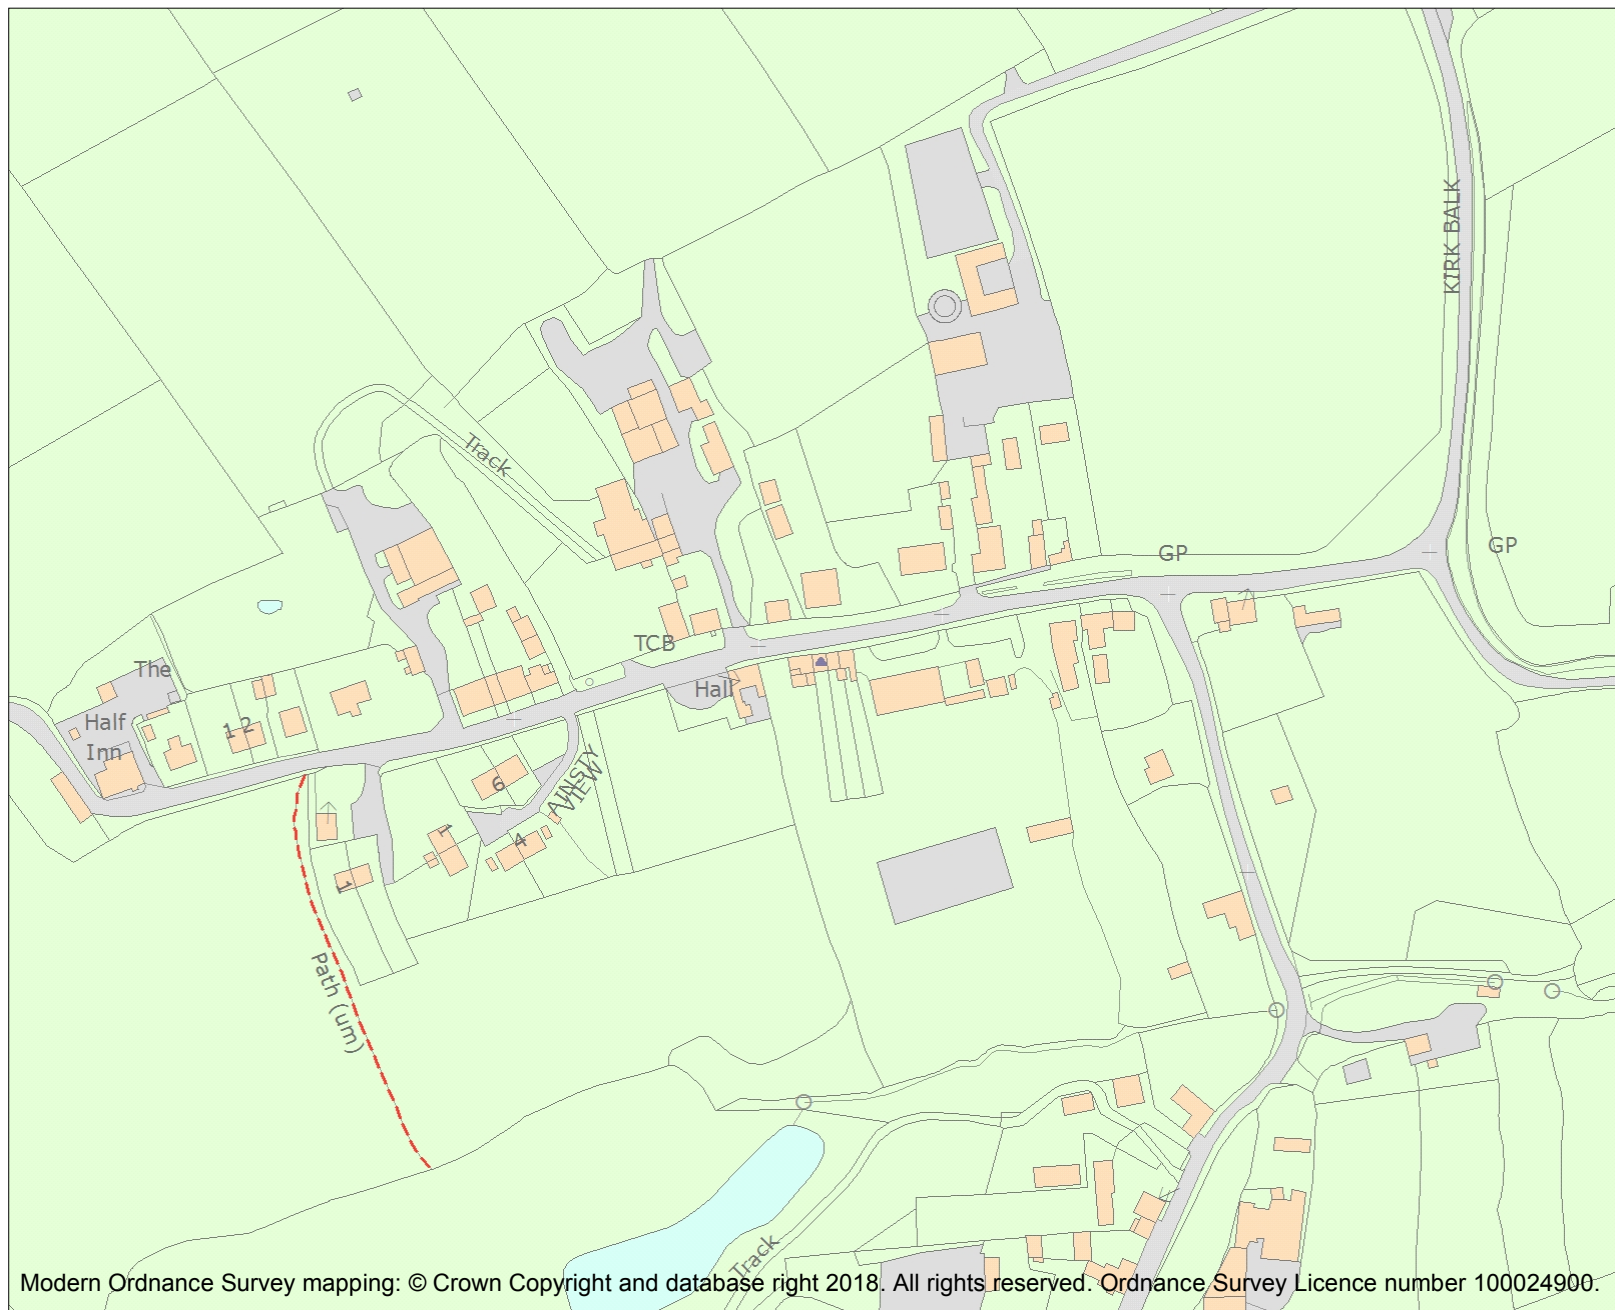 KIRK BALK
Track
GP
GP
TCB
The
Half
Inn
Hall
1 2
6
AINSTY
VIEW
1
4
1
Path (um)
Track
Modern Ordnance Survey mapping: © Crown Copyright and database right 2018. All rights reserved. Ordnance Survey Licence number 100024900.